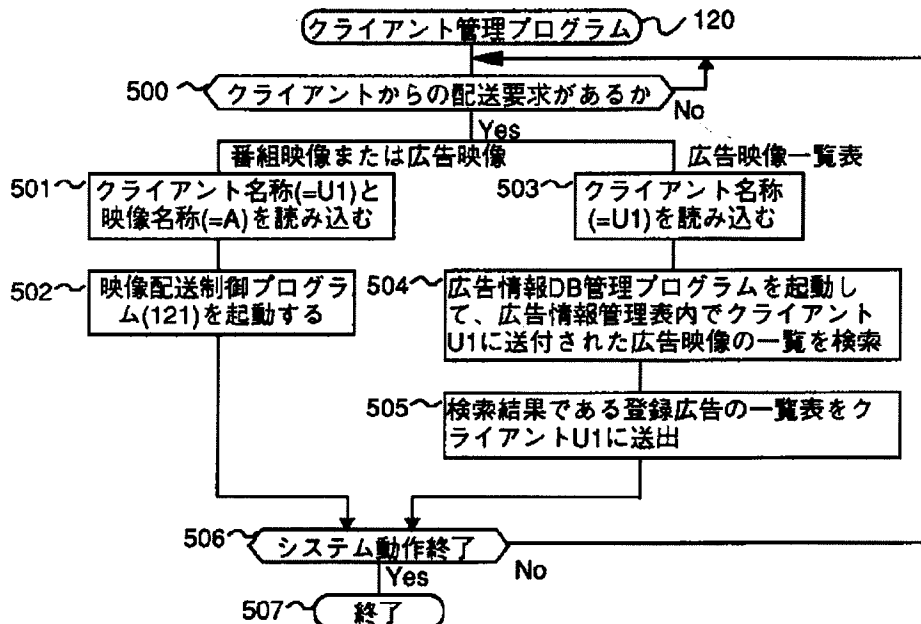 クライアント管理プログラム
120
500
クライアントからの配送要求があるか
No
Yes
番組映像または広告映像
広告映像一覧表
501
クライアント名称(=U1)と
映像名称(=A)を読み込む
503
クライアント名称
(=U1)を読み込む
502
映像配送制御プログラ
ム(121)を起動する
504
広告情報DB管理プログラムを起動し
て、広告情報管理表内でクライアント
U1に送付された広告映像の一覧を検索
505
検索結果である登録広告の一覧表をク
ライアントU1に送出
506
システム動作終了
Yes
No
507
終了